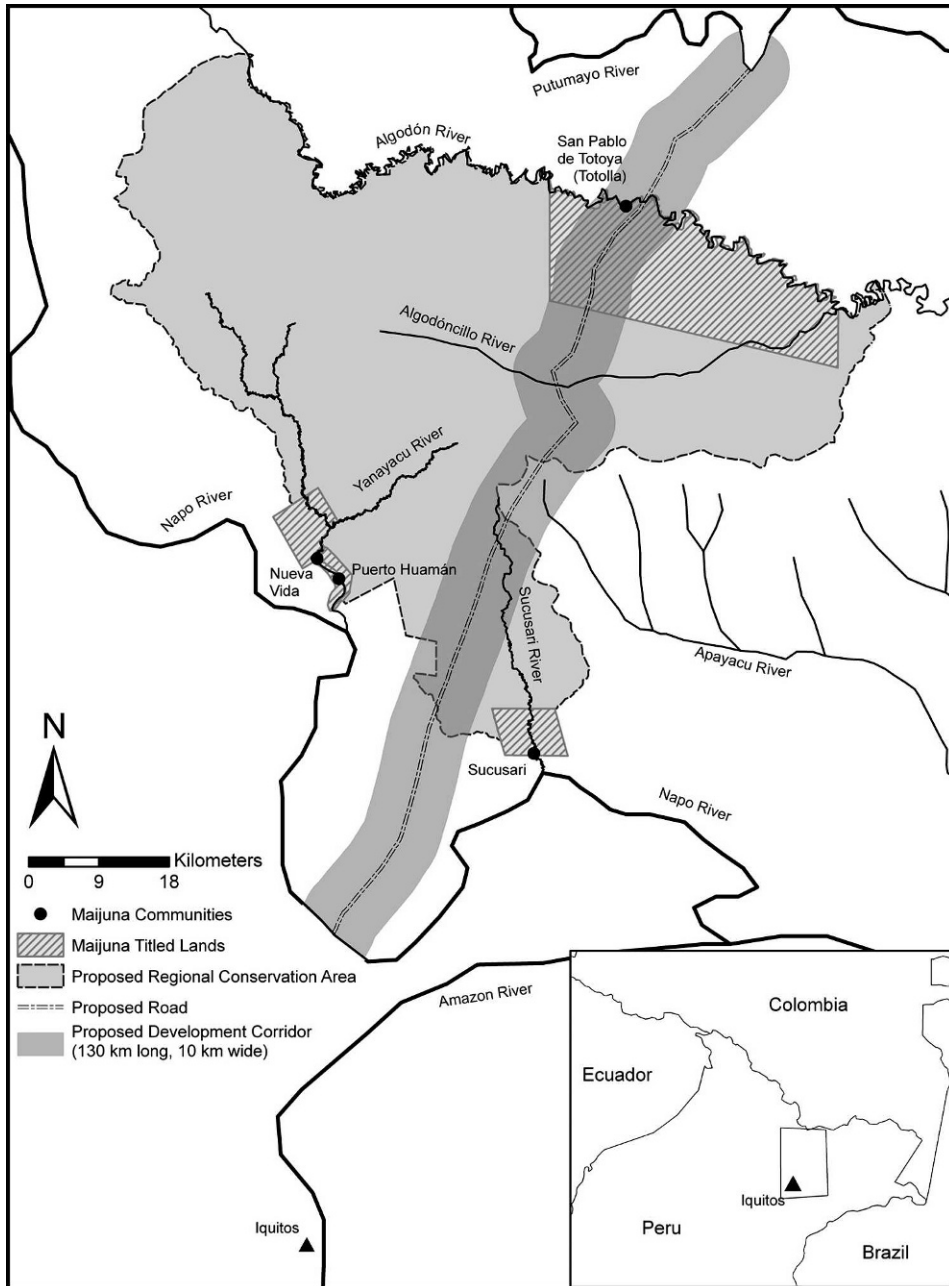 Putumayo River
Algodón River
San Pablo
de Totoya
(Totolla)
Algodóncillo River
Yanayacu River
Napo River
Nueva
Vida
Puerto Huamán
Sucusari River
Apayacu River
Sucusari
Napo River
N
Kilometers
0 9 18
Maijuna Communities
Maijuna Titled Lands
Proposed Regional Conservation Area
Proposed Road
Proposed Development Corridor
(130 km long, 10 km wide)
Amazon River
Iquitos
Colombia
Ecuador
Iquitos
Peru
Brazil